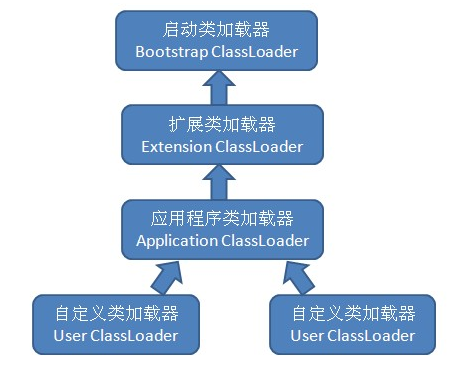 启动类加载器
Bootstrap ClassLoader
扩展类加载器
Extension ClassLoader
应用程序类加载器
Application ClassLoader
自定义类加载器
User ClassLoader
自定义类加载器
User ClassLoader